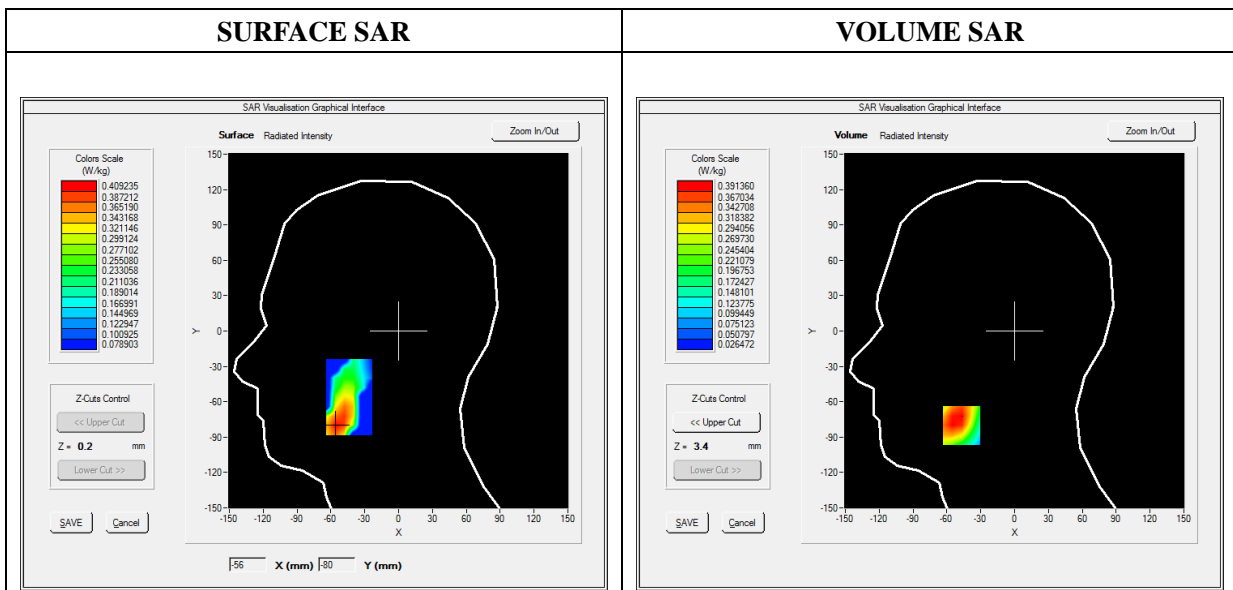 SURFACE SAR
VOLUME SAR
SAR Visualisation Graphical Interface
Surface Radiated Intensity
Zoom In/Out
Colors Scale
(W/kg)
0.409235
0.387212
0.365190
0.343168
0.321146
0.299124
0.277102
0.255080
0.233058
0.211036
0.189014
0.166991
0.144969
0.122947
0.100925
0.078903
Z-Cuts Control
<< Upper Cut
Z = 0.2 mm
Lower Cut >>
SAVE Cancel
150
120
90
60
30
0
-30
-60
-90
-120
-150
Y
-150 -120 -90 -60 -30 0 30 60 90 120 150
X
-56 X (mm) -80 Y (mm)
SAR Visualisation Graphical Interface
Volume Radiated Intensity
Zoom In/Out
Colors Scale
(W/kg)
0.391360
0.367034
0.342708
0.318382
0.294056
0.269730
0.245404
0.221079
0.196753
0.172427
0.148101
0.123775
0.099449
0.075123
0.050797
0.026472
Z-Cuts Control
<< Upper Cut
Z = 3.4 mm
Lower Cut >>
SAVE Cancel
150
120
90
60
30
0
-30
-60
-90
-120
-150
Y
-150 -120 -90 -60 -30 0 30 60 90 120 150
X